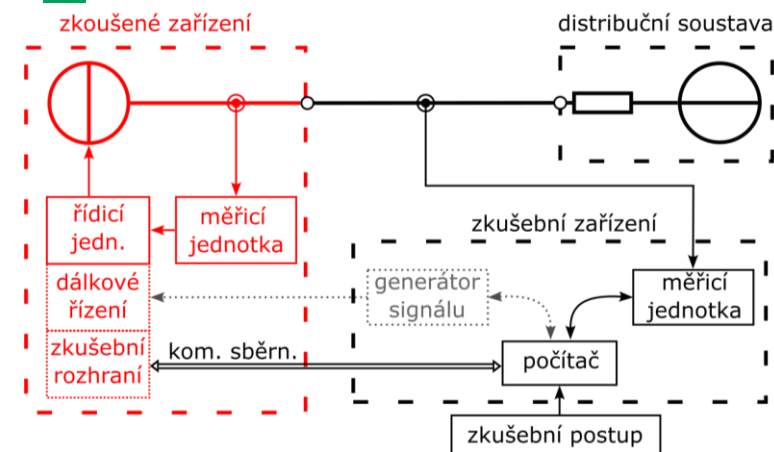 zkoušené zařízení
distribuční soustava
řídicí
jedn.
měřicí
jednotka
zkušební zařízení
dálkové
řízení
generátor
signálu
měřicí
jednotka
zkušební
rozhraní
kom. sběrn.
počítač
zkušební postup